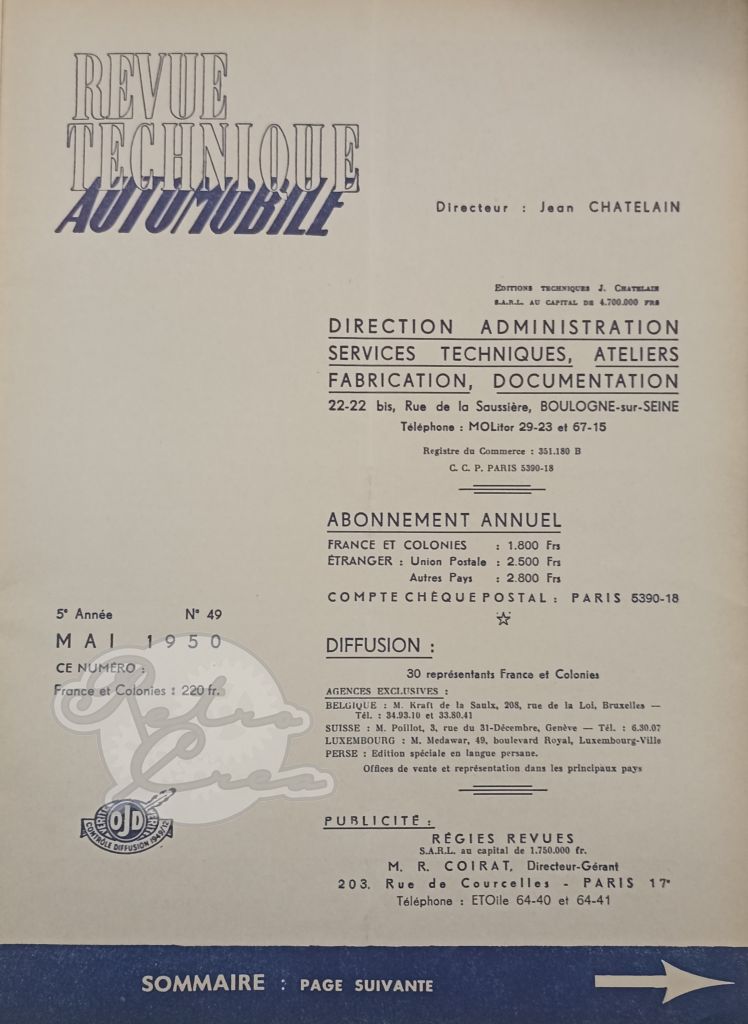 REVUE
TECHNIQUE
AUTOMOBILE
Directeur : Jean CHATELAIN
EDITIONS TECHNIQUES J. CHATELAIN
S.A.R.L. AU CAPITAL DE 4.700.000 FRS
DIRECTION ADMINISTRATION
SERVICES TECHNIQUES, ATELIERS
FABRICATION, DOCUMENTATION
22-22 bis, Rue de la Saussière, BOULOGNE-sur-SEINE
Téléphone : MOLitor 29-23 et 67-15
Registre du Commerce : 351.180 B
C. C. P. PARIS 5390-18
ABONNEMENT ANNUEL
FRANCE ET COLONIES : 1.800 Frs
ÉTRANGER : Union Postale : 2.500 Frs
Autres Pays : 2.800 Frs
COMPTE CHÈQUE POSTAL : PARIS 5390-18
5e Année N° 49
MAI 1950
CE NUMÉRO :
France et Colonies : 220 fr.
DIFFUSION :
30 représentants France et Colonies
AGENCES EXCLUSIVES :
BELGIQUE : M. Kraft de la Saulx, 208, rue de la Loi, Bruxelles —
Tél. : 34.93.10 et 33.80.41
SUISSE : M. Poillot, 3, rue du 31-Décembre, Genève — Tél. : 6.30.07
LUXEMBOURG : M. Medawar, 49, boulevard Royal, Luxembourg-Ville
PERSE : Edition spéciale en langue persane.
Offices de vente et représentation dans les principaux pays
Retro
Crea
OJD
CONTRÔLE DIFFUSION 1949/12
PUBLICITÉ :
RÉGIES REVUES
S.A.R.L. au capital de 1.750.000 fr.
M. R. COIRAT, Directeur-Gérant
203, Rue de Courcelles - PARIS 17e
Téléphone : ETOile 64-40 et 64-41
SOMMAIRE : PAGE SUIVANTE